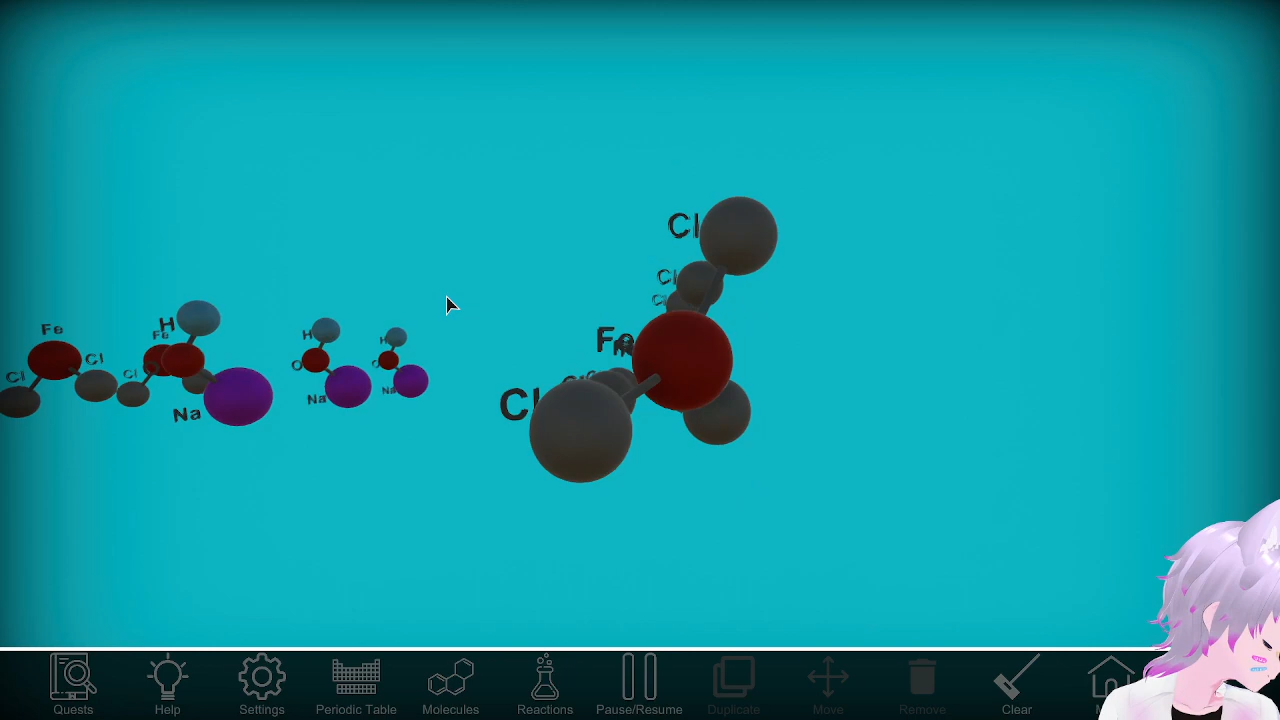 Cl
Cl
Cl
Fe
Cl
Fe
Cl
Cl
H
Fe
Cl
Na
H
O
Na
H
O
Na
Quests
Help
Settings
Periodic Table
Molecules
Reactions
Pause/Resume
Duplicate
Move
Remove
Clear